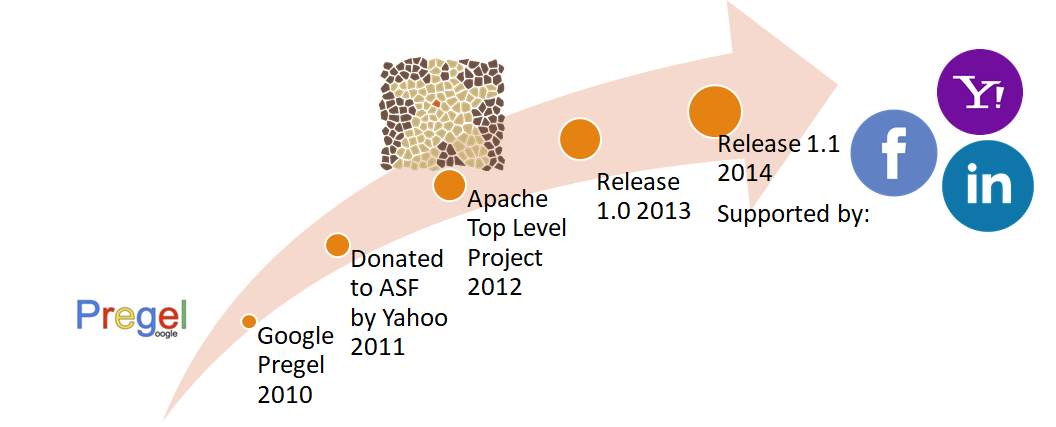 Pregel
oogle
Google
Pregel
2010
Donated
to ASF
by Yahoo
2011
Apache
Top Level
Project
2012
Release
1.0 2013
Release 1.1
2014
Supported by:
f
Y!
in